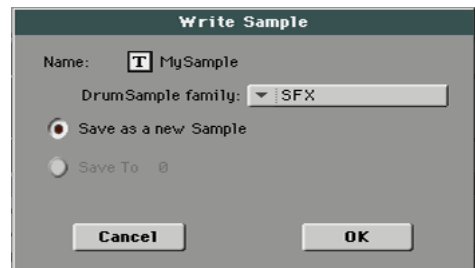 Write Sample
Name: T MySample
DrumSample family: SFX
Save as a new Sample
Save To 0
Cancel OK